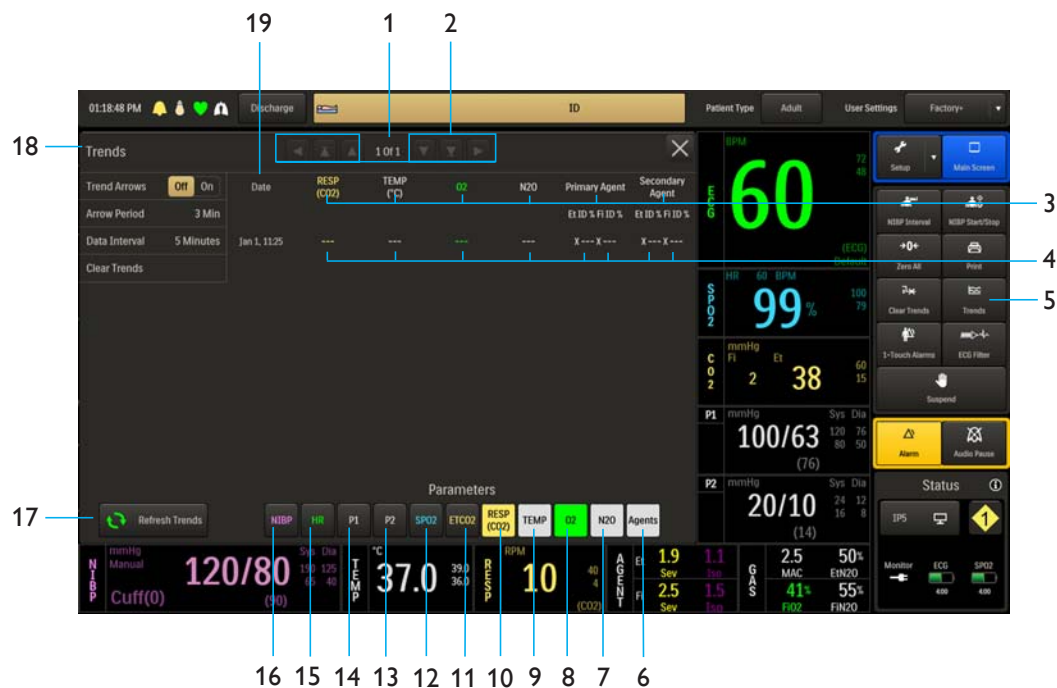 19 1 2
01:18:48 PM Discharge ID Patient Type Adult User Settings Factory+
18
Trends 1 Of 1
Trend Arrows Off On
Arrow Period 3 Min
Data Interval 5 Minutes
Clear Trends
Date RESP (CO2) TEMP (°C) O2 N2O Primary Agent Secondary Agent
Et ID % Fi ID % Et ID % Fi ID %
Jan 1, 11:25 --- --- --- --- X --- X --- X --- X ---
3
4
5
ECG
BPM
60
72
48
(ECG)
Default
SPO2
HR 60 BPM
99%
100
79
CO2
mmHg
Fi Et
2 38
60
15
P1 mmHg Sys Dia
100/63
120 76
80 50
(76)
P2 mmHg Sys Dia
20/10
24 12
16 8
(14)
Setup Main Screen
NIBP Interval NIBP Start/Stop
Zero All Print
Clear Trends Trends
1-Touch Alarms ECG Filter
Suspend
Alarm Audio Pause
Status
IP5 1
Monitor ECG SPO2
4:00 4:00
Parameters
17
Refresh Trends NIBP HR P1 P2 SPO2 ETCO2 RESP (CO2) TEMP O2 N2O Agents
NIBP
mmHg Sys Dia
Manual
120/80
190 125
65 40
Cuff(0) (90)
TEMP
°C
37.0
39.0
36.0
RESP
RPM
10
40
4
(CO2)
AGENT
Et 1.9 1.1
Sev Iso
Fi 2.5 1.5
Sev Iso
GAS
2.5 50%
MAC EtN2O
41% 55%
FiO2 FiN2O
16 15 14 13 12 11 10 9 8 7 6